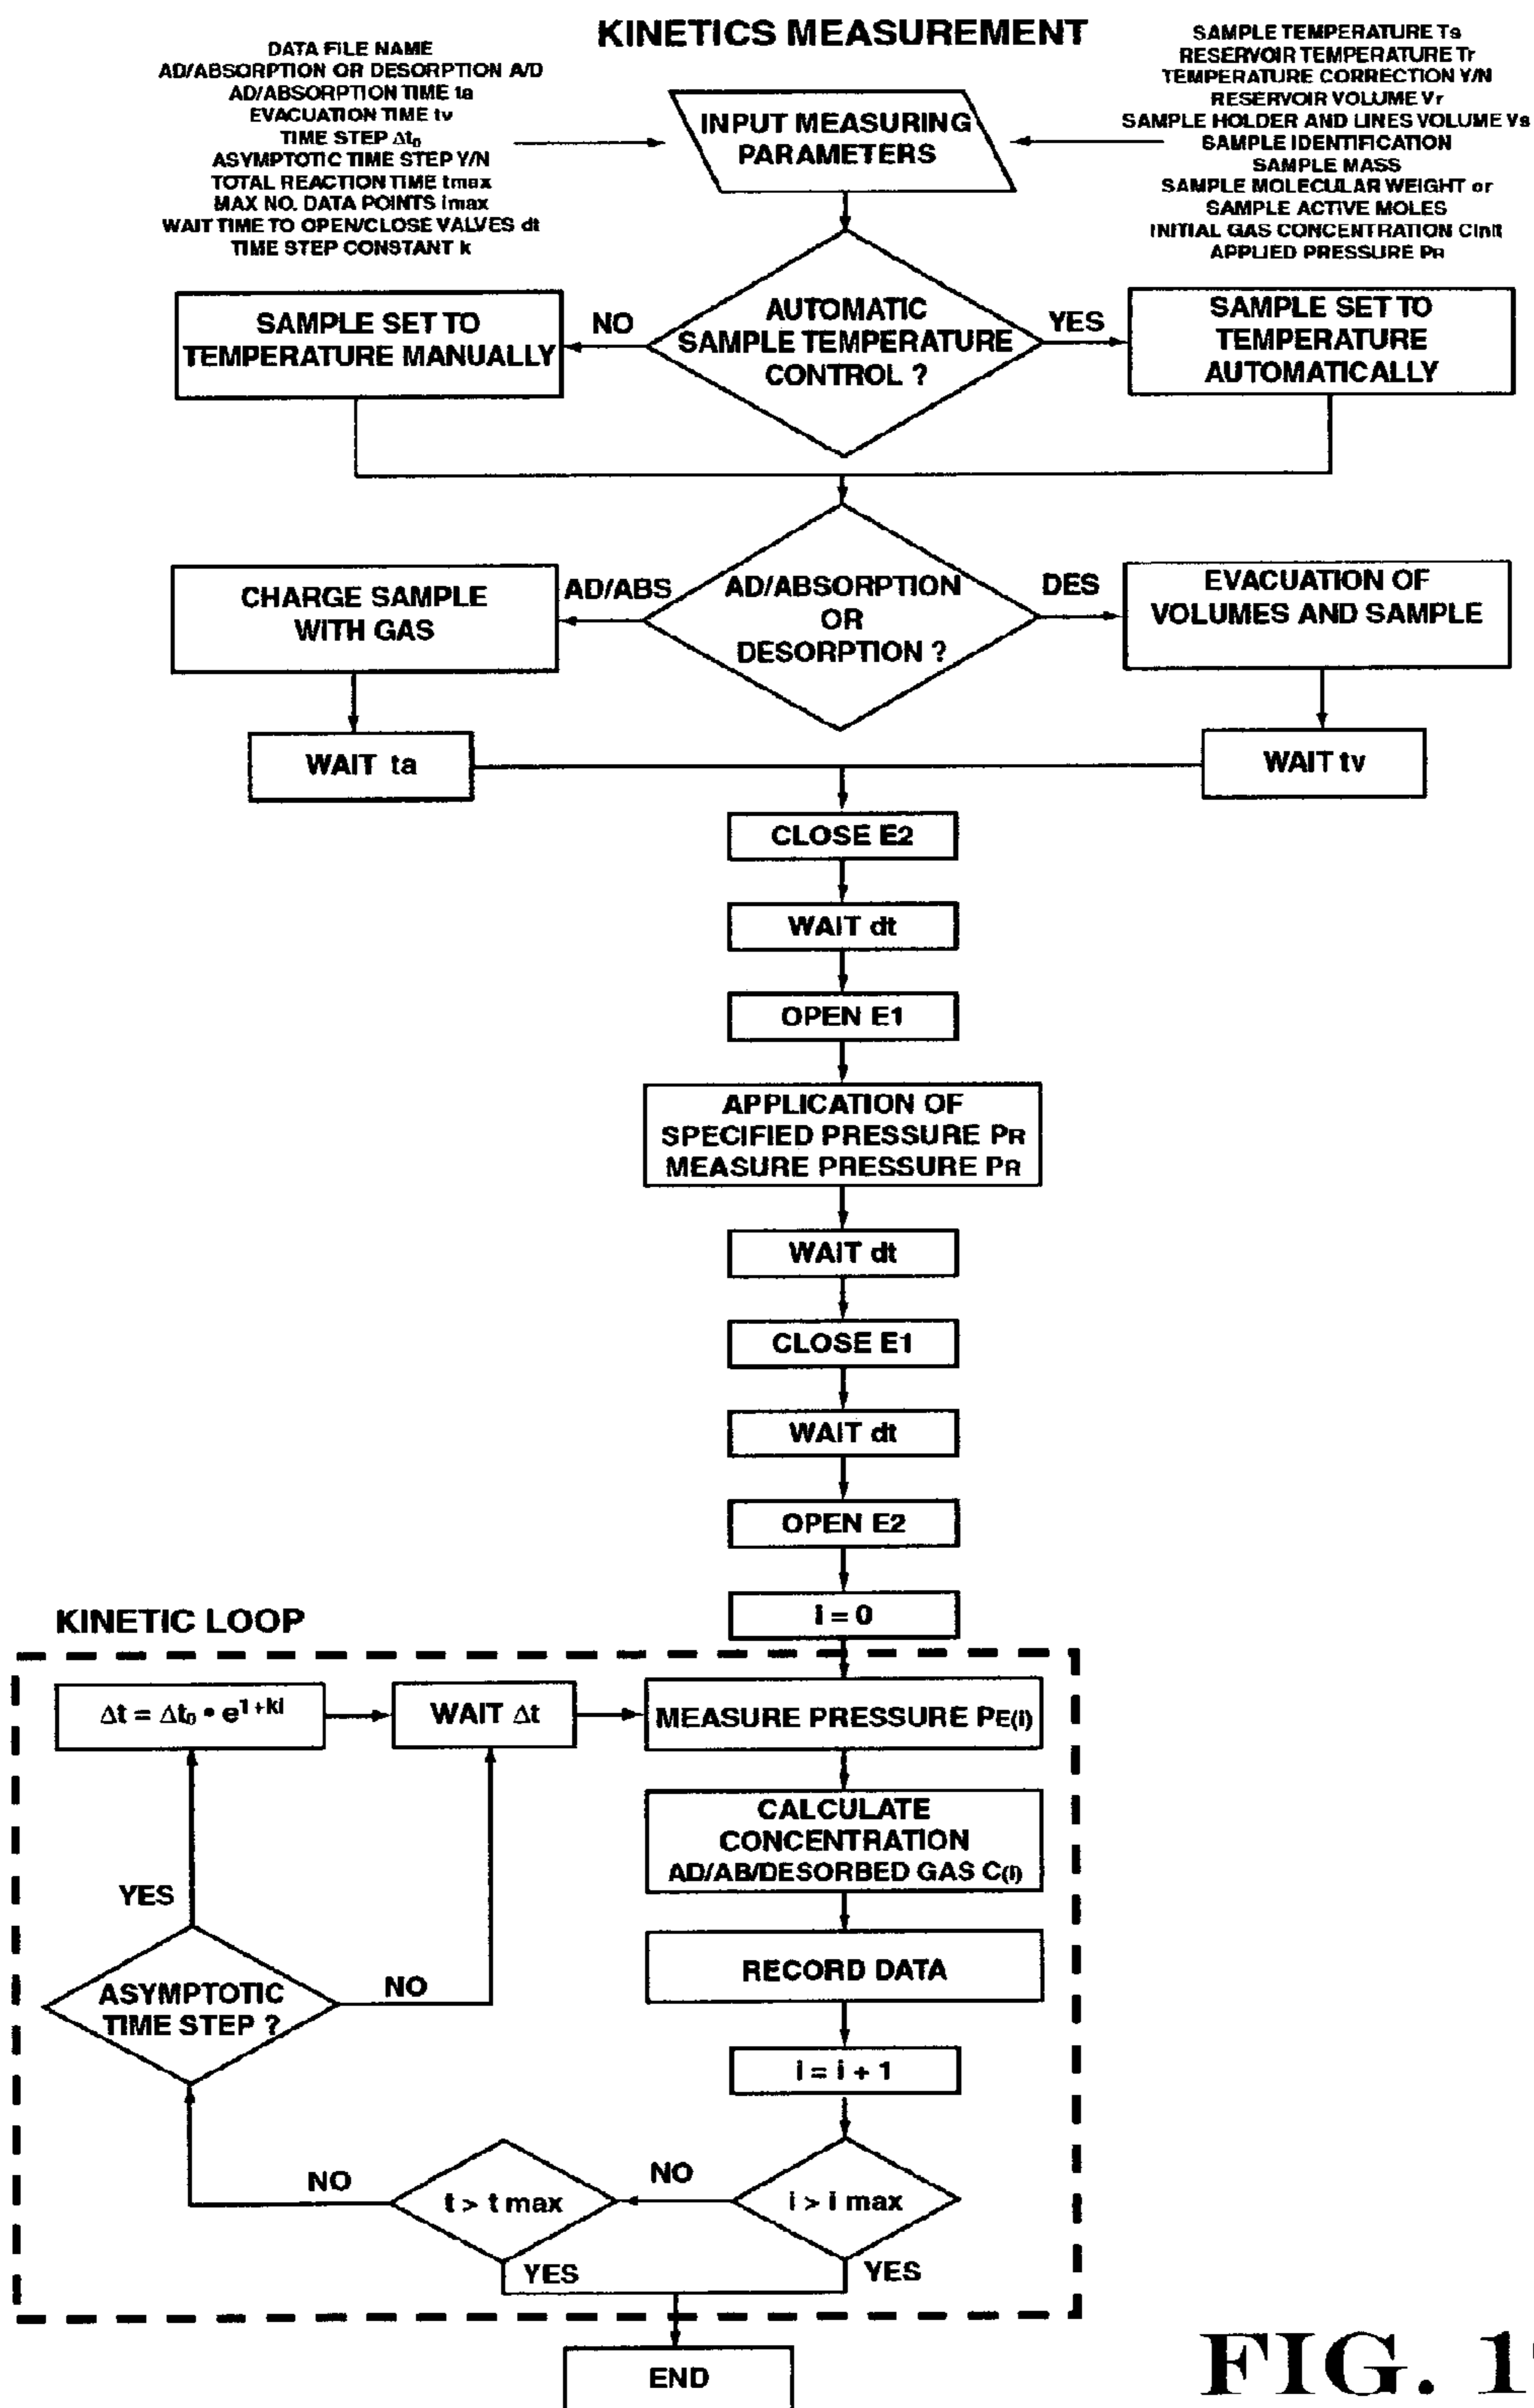 KINETICS MEASUREMENT
DATA FILE NAME
AD/ABSORPTION OR DESORPTION A/D
AD/ABSORPTION TIME ta
EVACUATION TIME tv
TIME STEP Δt₀
ASYMPTOTIC TIME STEP Y/N
TOTAL REACTION TIME tmax
MAX NO. DATA POINTS imax
WAIT TIME TO OPEN/CLOSE VALVES dt
TIME STEP CONSTANT k
INPUT MEASURING
PARAMETERS
SAMPLE TEMPERATURE Ts
RESERVOIR TEMPERATURE Tr
TEMPERATURE CORRECTION Y/N
RESERVOIR VOLUME Vr
SAMPLE HOLDER AND LINES VOLUME Vs
SAMPLE IDENTIFICATION
SAMPLE MASS
SAMPLE MOLECULAR WEIGHT or
SAMPLE ACTIVE MOLES
INITIAL GAS CONCENTRATION Cinit
APPLIED PRESSURE PR
SAMPLE SET TO
TEMPERATURE MANUALLY
NO
AUTOMATIC
SAMPLE TEMPERATURE
CONTROL ?
YES
SAMPLE SET TO
TEMPERATURE
AUTOMATICALLY
CHARGE SAMPLE
WITH GAS
AD/ABS
AD/ABSORPTION
OR
DESORPTION ?
DES
EVACUATION OF
VOLUMES AND SAMPLE
WAIT ta
WAIT tv
CLOSE E2
WAIT dt
OPEN E1
APPLICATION OF
SPECIFIED PRESSURE PR
MEASURE PRESSURE PR
WAIT dt
CLOSE E1
WAIT dt
OPEN E2
i = 0
KINETIC LOOP
Δt = Δt₀ • e^1+ki
WAIT Δt
MEASURE PRESSURE PE(i)
CALCULATE
CONCENTRATION
AD/AB/DESORBED GAS C(i)
YES
RECORD DATA
ASYMPTOTIC
TIME STEP ?
NO
i = i + 1
NO
t > t max
NO
i > i max
YES
YES
END